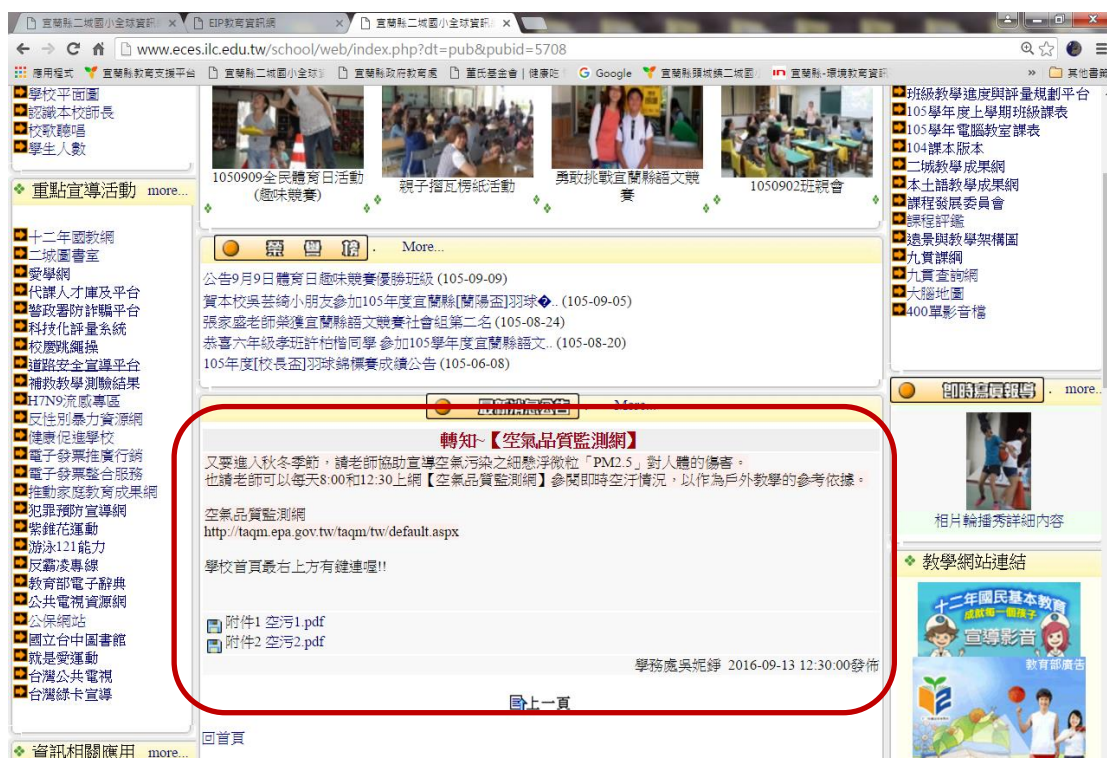 宜蘭縣二城國小全球資訊
EIP教育資訊網
宜蘭縣二城國小全球資訊
www.eces.ilc.edu.tw/school/web/index.php?dt=pub&pubid=5708
應用程式 宜蘭縣教育支援平台 宜蘭縣二城國小全球 宜蘭縣政府教育處 董氏基金會|健康吃 Google 宜蘭縣頭城鎮二城國 宜蘭縣-環境教育資訊 » 其他書籤
學校平面圖
認識本校師長
校歌聽唱
學生人數
重點宣導活動 more...
十二年國教網
二城圖書室
愛學網
代課人才庫及平台
警政署防詐騙平台
科技化評量系統
校慶跳繩操
道路安全宣導平台
補救教學測驗結果
H7N9流感專區
反性別暴力資源網
健康促進學校
電子發票推廣行銷
電子發票整合服務
推動家庭教育成果網
犯罪預防宣導網
紫錐花運動
游泳121能力
反霸凌專線
教育部電子辭典
公共電視資源網
公保網站
國立台中圖書館
就是愛運動
台灣公共電視
台灣綠卡宣導
資訊相關應用 more...
1050909全民體育日活動
(趣味競賽)
親子摺瓦楞紙活動
勇敢挑戰宜蘭縣語文競
賽
1050902班親會
榮譽榜 . More...
公告9月9日體育日趣味競賽優勝班級 (105-09-09)
賀本校吳芸綺小朋友參加105年度宜蘭縣[蘭陽盃]羽球�.. (105-09-05)
張家盛老師榮獲宜蘭縣語文競賽社會組第二名 (105-08-24)
恭喜六年級孝班許柏楷同學 參加105學年度宜蘭縣語文.. (105-08-20)
105年度[校長盃]羽球錦標賽成績公告 (105-06-08)
最新消息公告 . More...
轉知~【空氣品質監測網】
又要進入秋冬季節，請老師協助宣導空氣污染之細懸浮微粒「PM2.5」對人體的傷害。
也請老師可以每天8:00和12:30上網【空氣品質監測網】參閱即時空汙情況，以作為戶外教學的參考依據。
空氣品質監測網
http://taqm.epa.gov.tw/taqm/tw/default.aspx
學校首頁最右上方有鍵連喔!!
附件1 空污1.pdf
附件2 空污2.pdf
學務處吳妮錚 2016-09-13 12:30:00發佈
上一頁
回首頁
班級教學進度與評量規劃平台
105學年度上學期班級課表
105學年電腦教室課表
104課本版本
二城教學成果網
本土語教學成果網
課程發展委員會
課程評鑑
遠景與教學架構圖
九貫課綱
九貫查詢網
大腦地圖
400單影音檔
即時寫真報導 . more..
相片輪播秀詳細內容
教學網站連結
十二年國民基本教育
成就每一個孩子
宣導影音
教育部廣告